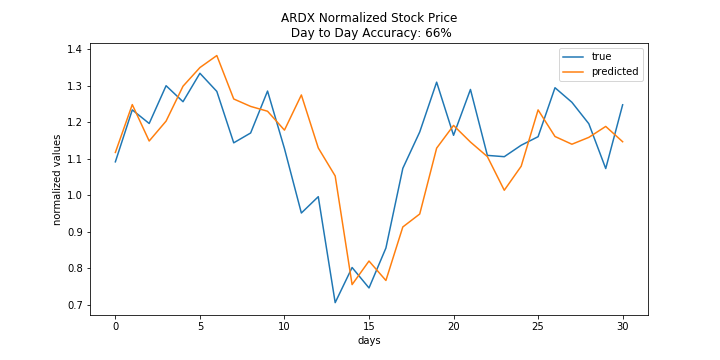 ARDX Normalized Stock Price
Day to Day Accuracy: 66%
true
predicted
normalized values
1.4
1.3
1.2
1.1
1.0
0.9
0.8
0.7
0 5 10 15 20 25 30
days